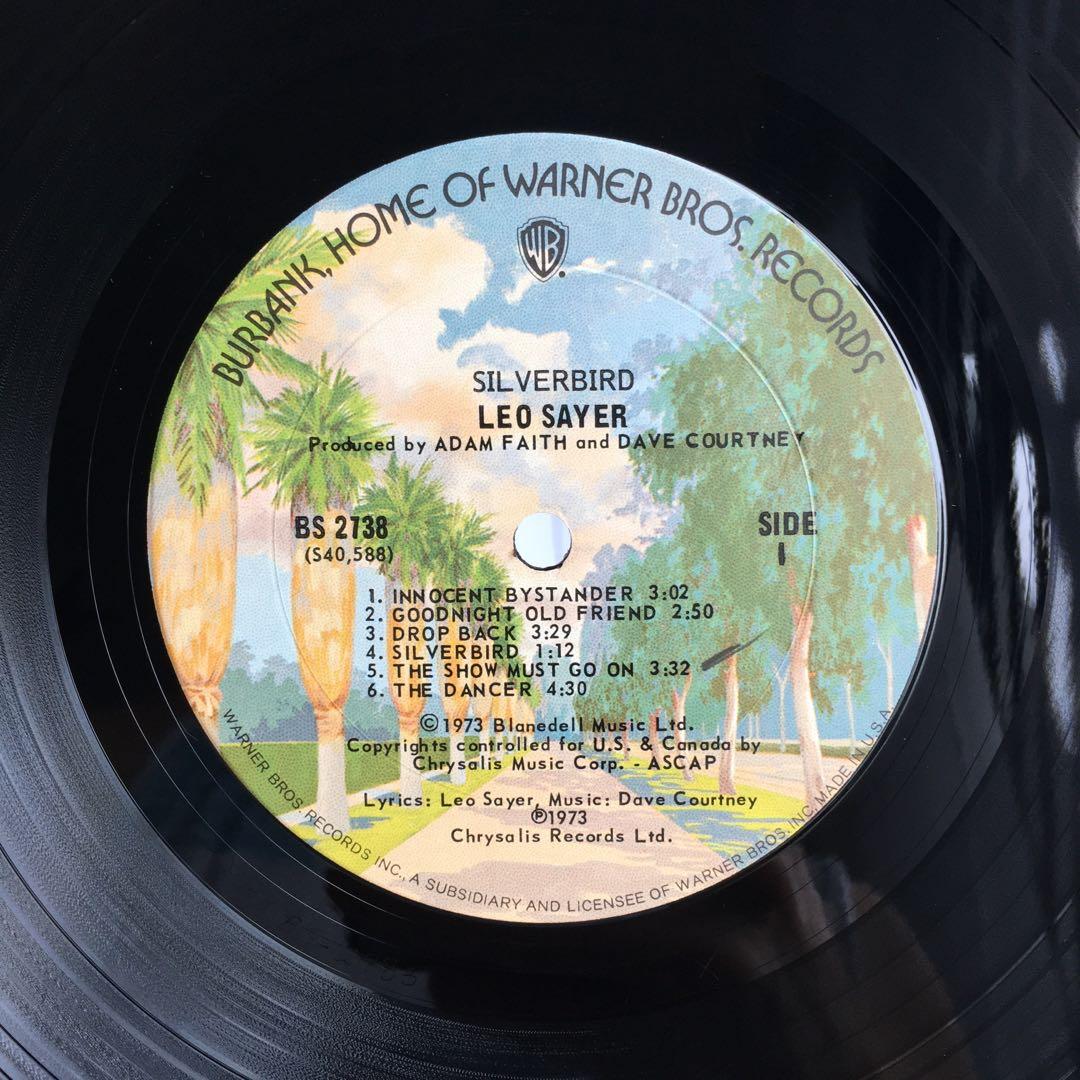 BURBANK, HOME OF WARNER BROS. RECORDS
WB
SILVERBIRD
LEO SAYER
Produced by ADAM FAITH and DAVE COURTNEY
BS 2738
(S40,588)
SIDE
1
1. INNOCENT BYSTANDER 3:02
2. GOODNIGHT OLD FRIEND 2:50
3. DROP BACK 3:29
4. SILVERBIRD 1:12
5. THE SHOW MUST GO ON 3:32
6. THE DANCER 4:30
©1973 Blanedell Music Ltd.
Copyrights controlled for U.S. & Canada by
Chrysalis Music Corp. - ASCAP
Lyrics: Leo Sayer, Music: Dave Courtney
℗1973
Chrysalis Records Ltd.
WARNER BROS. RECORDS INC., A SUBSIDIARY AND LICENSEE OF WARNER BROS. INC. MADE IN U.S.A.